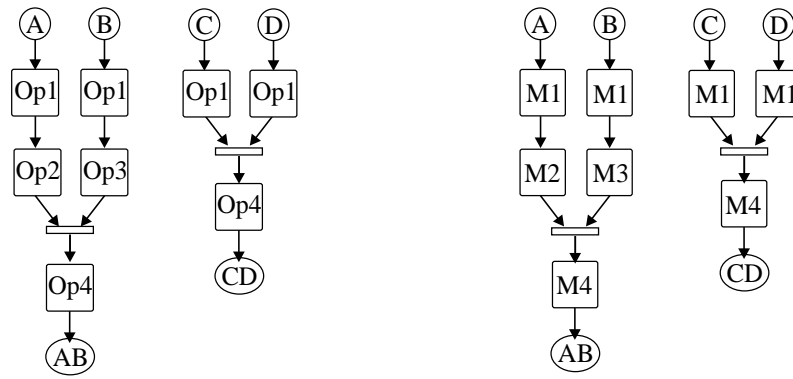 A B C D
Op1 Op1 Op1 Op1
Op2 Op3
Op4
Op4
CD
AB
A B C D
M1 M1 M1 M1
M2 M3
M4
M4
CD
AB